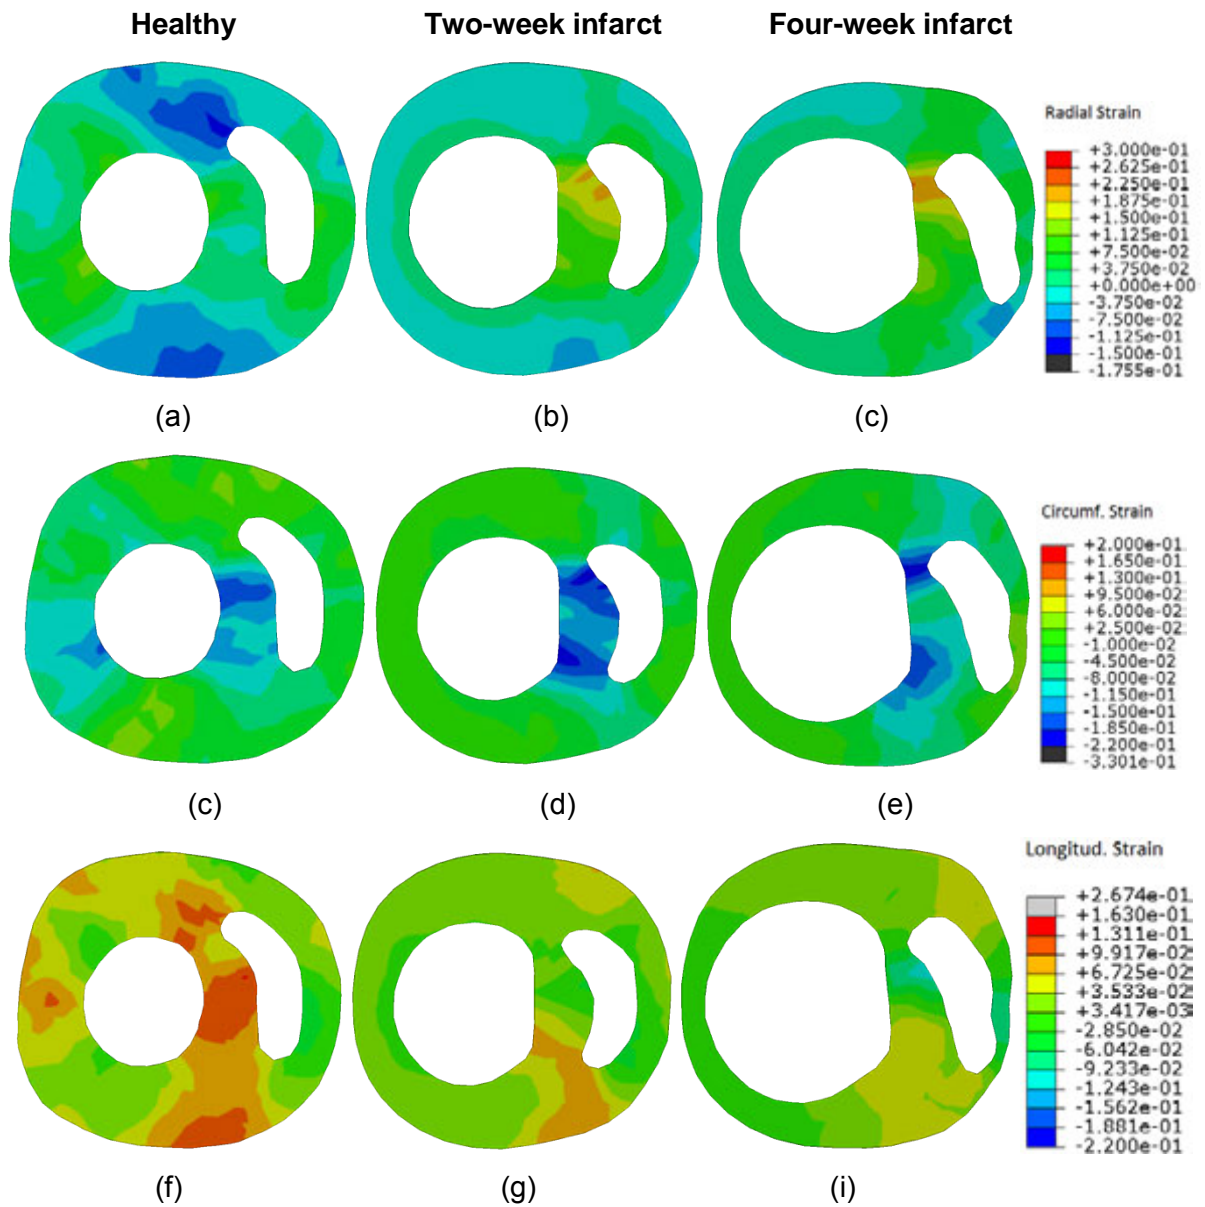 Healthy Two-week infarct Four-week infarct
Radial Strain
+3.000e-01
+2.625e-01
+2.250e-01
+1.875e-01
+1.500e-01
+1.125e-01
+7.500e-02
+3.750e-02
+0.000e+00
-3.750e-02
-7.500e-02
-1.125e-01
-1.500e-01
-1.755e-01
(a) (b) (c)
Circumf. Strain
+2.000e-01
+1.650e-01
+1.300e-01
+9.500e-02
+6.000e-02
+2.500e-02
-1.000e-02
-4.500e-02
-8.000e-02
-1.150e-01
-1.500e-01
-1.850e-01
-2.200e-01
-3.301e-01
(c) (d) (e)
Longitud. Strain
+2.674e-01
+1.630e-01
+1.311e-01
+9.917e-02
+6.725e-02
+3.533e-02
+3.417e-03
-2.850e-02
-6.042e-02
-9.233e-02
-1.243e-01
-1.562e-01
-1.881e-01
-2.200e-01
(f) (g) (i)